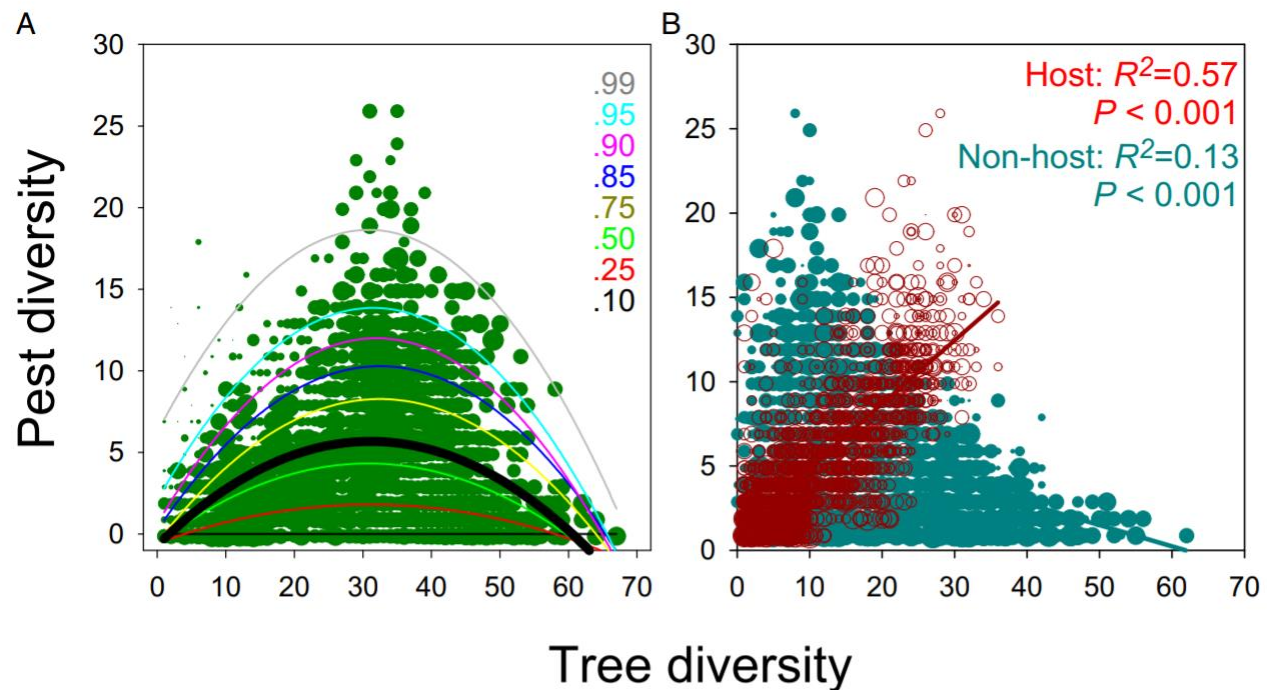 A
B
Pest diversity
30
25
20
15
10
5
0
.99
.95
.90
.85
.75
.50
.25
.10
0 10 20 30 40 50 60 70
30
25
20
15
10
5
0
Host: R²=0.57
P < 0.001
Non-host: R²=0.13
P < 0.001
0 10 20 30 40 50 60 70
Tree diversity